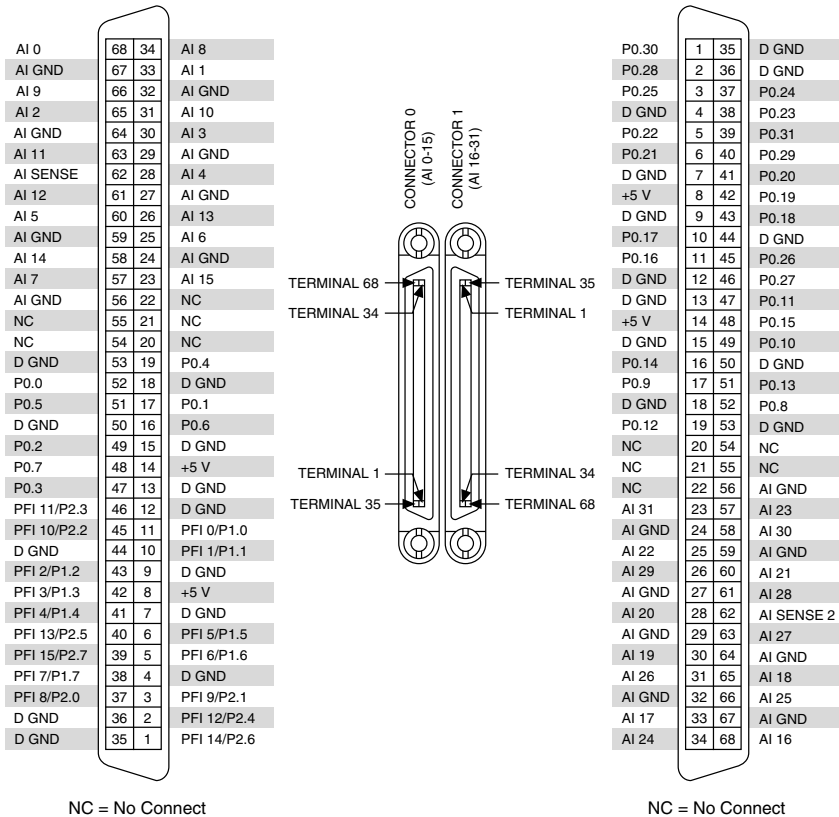 AI 0 68 34 AI 8
AI GND 67 33 AI 1
AI 9 66 32 AI GND
AI 2 65 31 AI 10
AI GND 64 30 AI 3
AI 11 63 29 AI GND
AI SENSE 62 28 AI 4
AI 12 61 27 AI GND
AI 5 60 26 AI 13
AI GND 59 25 AI 6
AI 14 58 24 AI GND
AI 7 57 23 AI 15
AI GND 56 22 NC
NC 55 21 NC
NC 54 20 NC
D GND 53 19 P0.4
P0.0 52 18 D GND
P0.5 51 17 P0.1
D GND 50 16 P0.6
P0.2 49 15 D GND
P0.7 48 14 +5 V
P0.3 47 13 D GND
PFI 11/P2.3 46 12 D GND
PFI 10/P2.2 45 11 PFI 0/P1.0
D GND 44 10 PFI 1/P1.1
PFI 2/P1.2 43 9 D GND
PFI 3/P1.3 42 8 +5 V
PFI 4/P1.4 41 7 D GND
PFI 13/P2.5 40 6 PFI 5/P1.5
PFI 15/P2.7 39 5 PFI 6/P1.6
PFI 7/P1.7 38 4 D GND
PFI 8/P2.0 37 3 PFI 9/P2.1
D GND 36 2 PFI 12/P2.4
D GND 35 1 PFI 14/P2.6
NC = No Connect
CONNECTOR 0
(AI 0-15)
CONNECTOR 1
(AI 16-31)
TERMINAL 68
TERMINAL 35
TERMINAL 34
TERMINAL 1
TERMINAL 1
TERMINAL 34
TERMINAL 35
TERMINAL 68
P0.30 1 35 D GND
P0.28 2 36 D GND
P0.25 3 37 P0.24
D GND 4 38 P0.23
P0.22 5 39 P0.31
P0.21 6 40 P0.29
D GND 7 41 P0.20
+5 V 8 42 P0.19
D GND 9 43 P0.18
P0.17 10 44 D GND
P0.16 11 45 P0.26
D GND 12 46 P0.27
D GND 13 47 P0.11
+5 V 14 48 P0.15
D GND 15 49 P0.10
P0.14 16 50 D GND
P0.9 17 51 P0.13
D GND 18 52 P0.8
P0.12 19 53 D GND
NC 20 54 NC
NC 21 55 NC
NC 22 56 AI GND
AI 31 23 57 AI 23
AI GND 24 58 AI 30
AI 22 25 59 AI GND
AI 29 26 60 AI 21
AI GND 27 61 AI 28
AI 20 28 62 AI SENSE 2
AI GND 29 63 AI 27
AI 19 30 64 AI GND
AI 26 31 65 AI 18
AI GND 32 66 AI 25
AI 17 33 67 AI GND
AI 24 34 68 AI 16
NC = No Connect